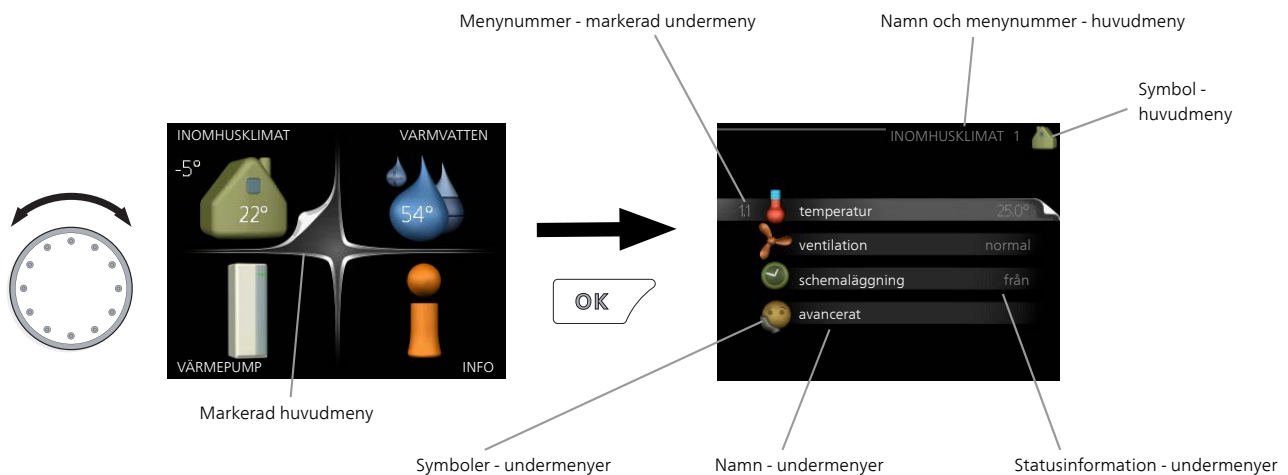 Menynummer - markerad undermeny
Namn och menynummer - huvudmeny
Symbol -
huvudmeny
INOMHUSKLIMAT
VARMVATTEN
-5°
22°
54°
VÄRMEPUMP
INFO
Markerad huvudmeny
OK
INOMHUSKLIMAT 1
1.1 temperatur 25.0°
ventilation normal
schemaläggning från
avancerat
Symboler - undermenyer
Namn - undermenyer
Statusinformation - undermenyer